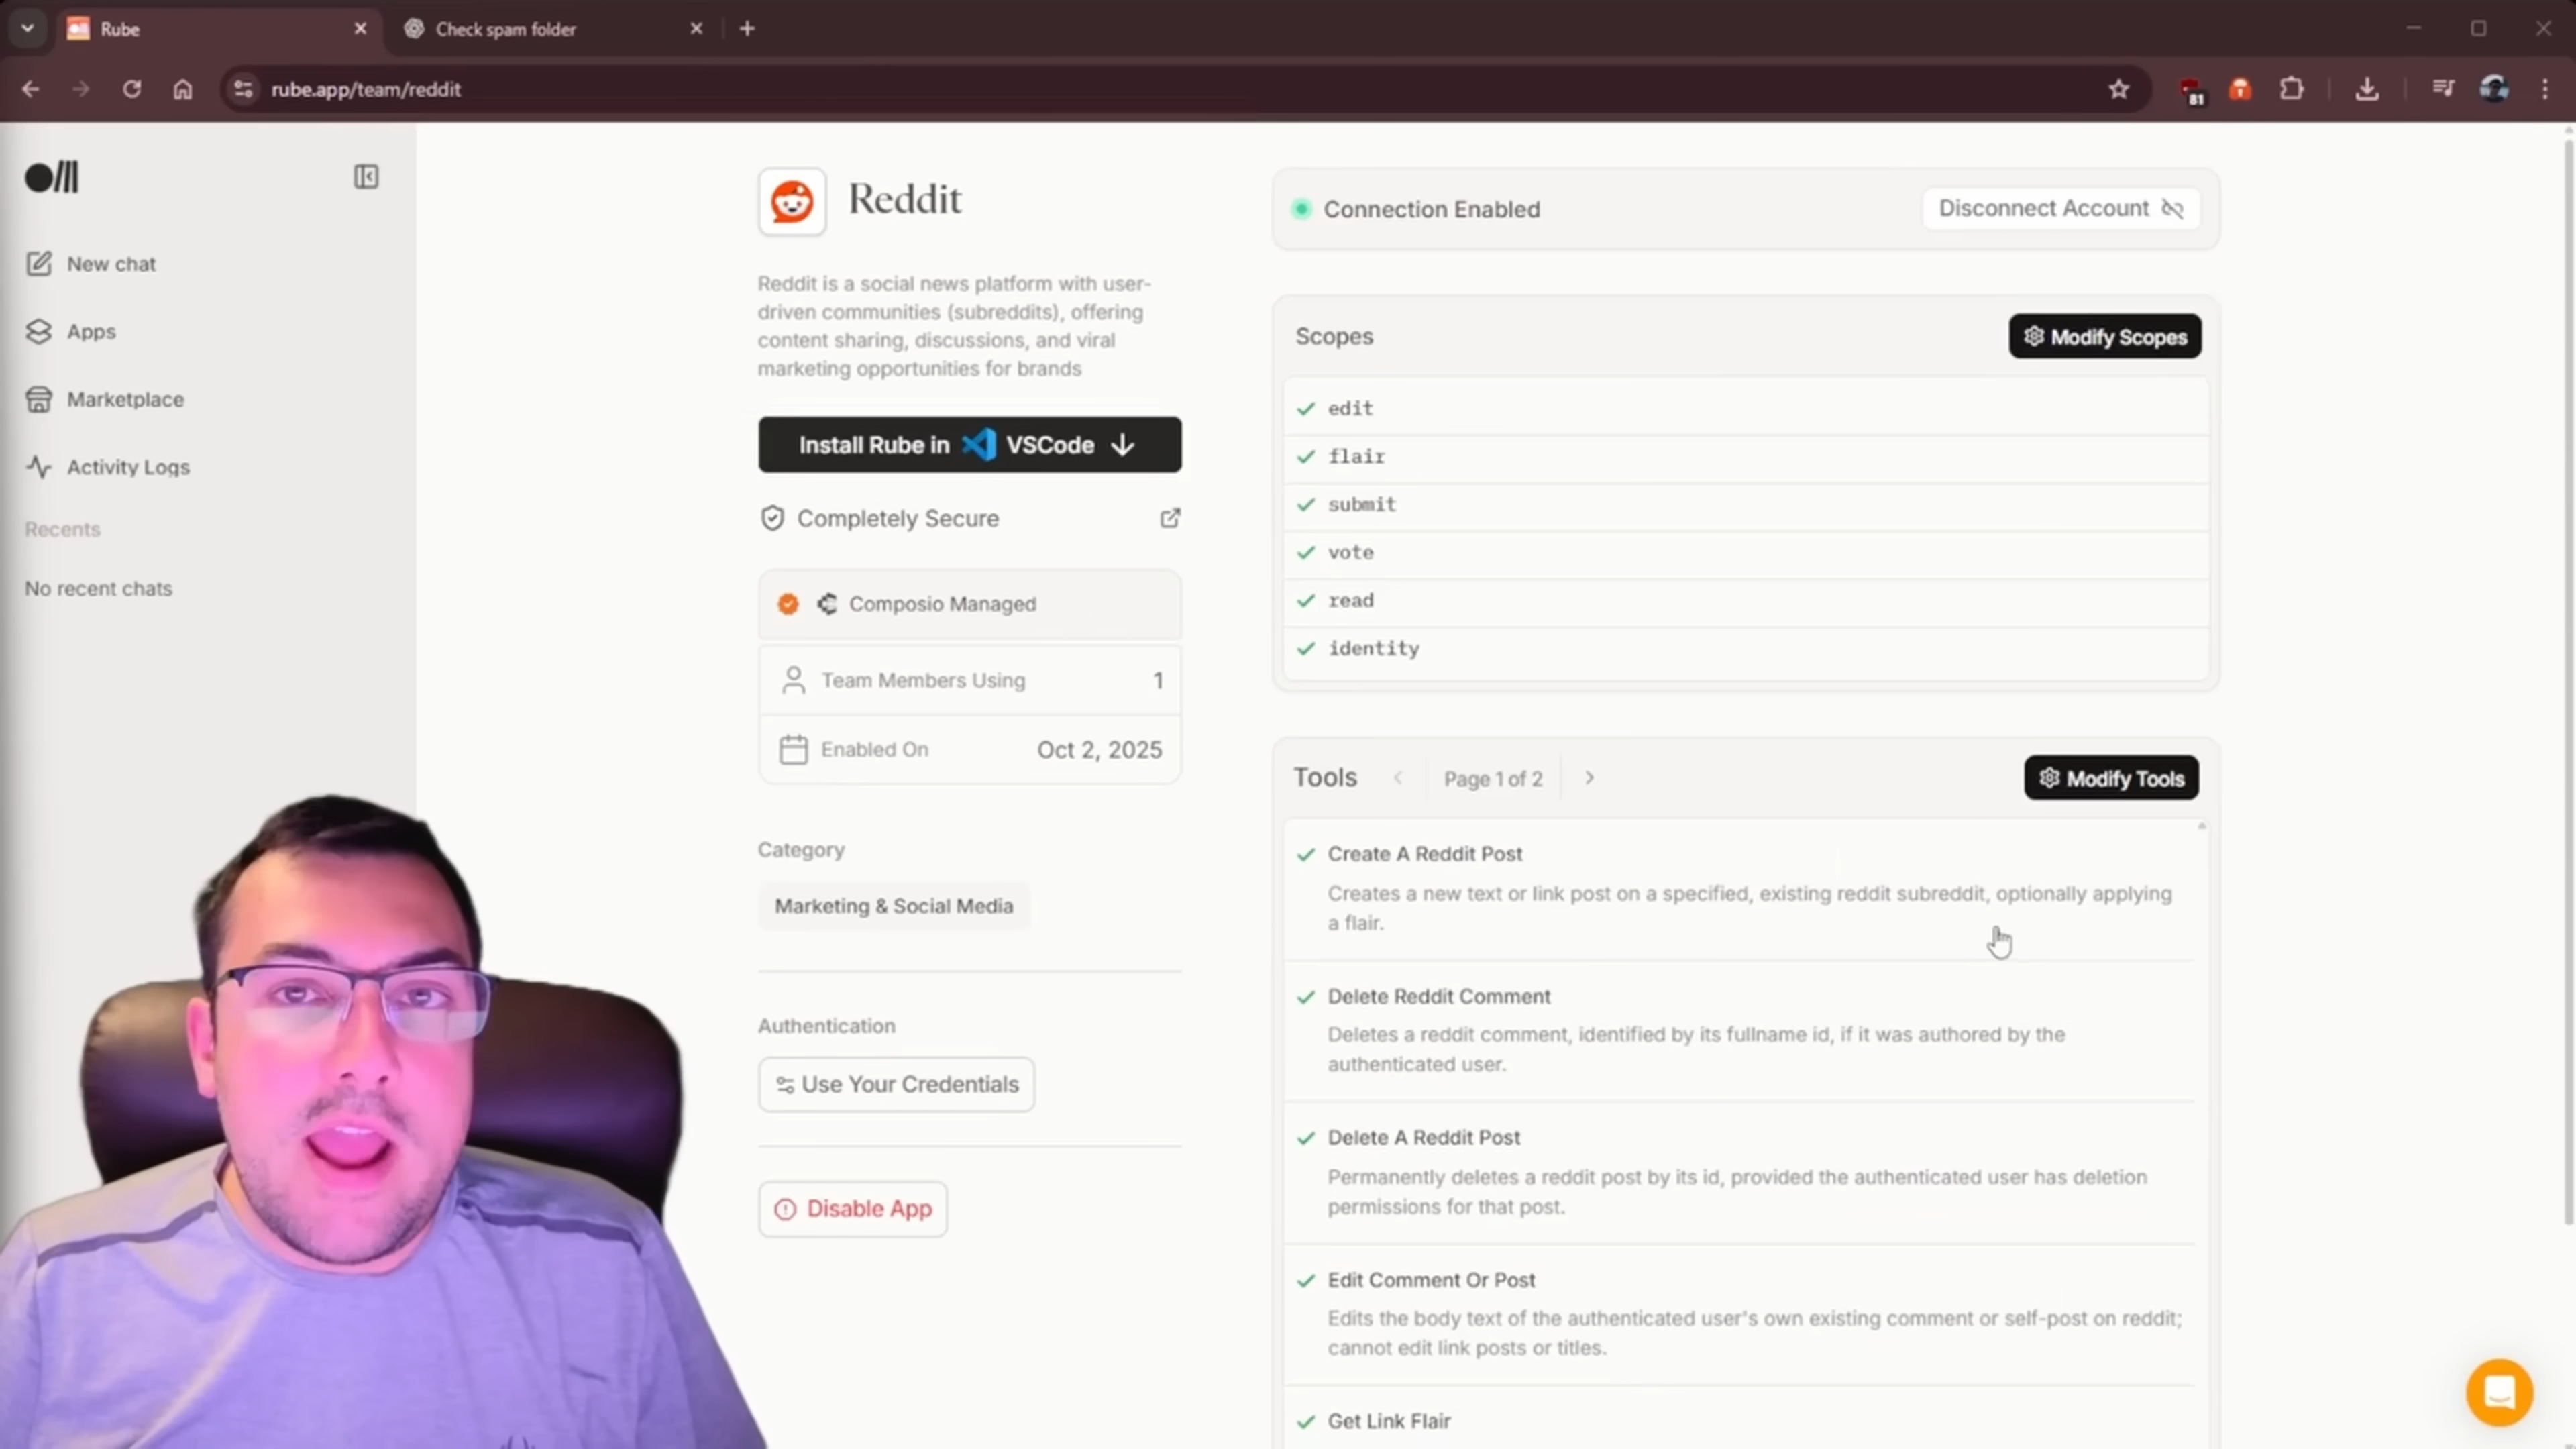 Rube
Check spam folder
rube.app/team/reddit
81
New chat
Apps
Marketplace
Activity Logs
Recents
No recent chats
Reddit
Reddit is a social news platform with user-
driven communities (subreddits), offering
content sharing, discussions, and viral
marketing opportunities for brands
Install Rube in VSCode
Completely Secure
Composio Managed
Team Members Using 1
Enabled On Oct 2, 2025
Category
Marketing & Social Media
Authentication
Use Your Credentials
Disable App
Connection Enabled
Disconnect Account
Scopes
Modify Scopes
edit
flair
submit
vote
read
identity
Tools
Page 1 of 2
Modify Tools
Create A Reddit Post
Creates a new text or link post on a specified, existing reddit subreddit, optionally applying
a flair.
Delete Reddit Comment
Deletes a reddit comment, identified by its fullname id, if it was authored by the
authenticated user.
Delete A Reddit Post
Permanently deletes a reddit post by its id, provided the authenticated user has deletion
permissions for that post.
Edit Comment Or Post
Edits the body text of the authenticated user's own existing comment or self-post on reddit;
cannot edit link posts or titles.
Get Link Flair